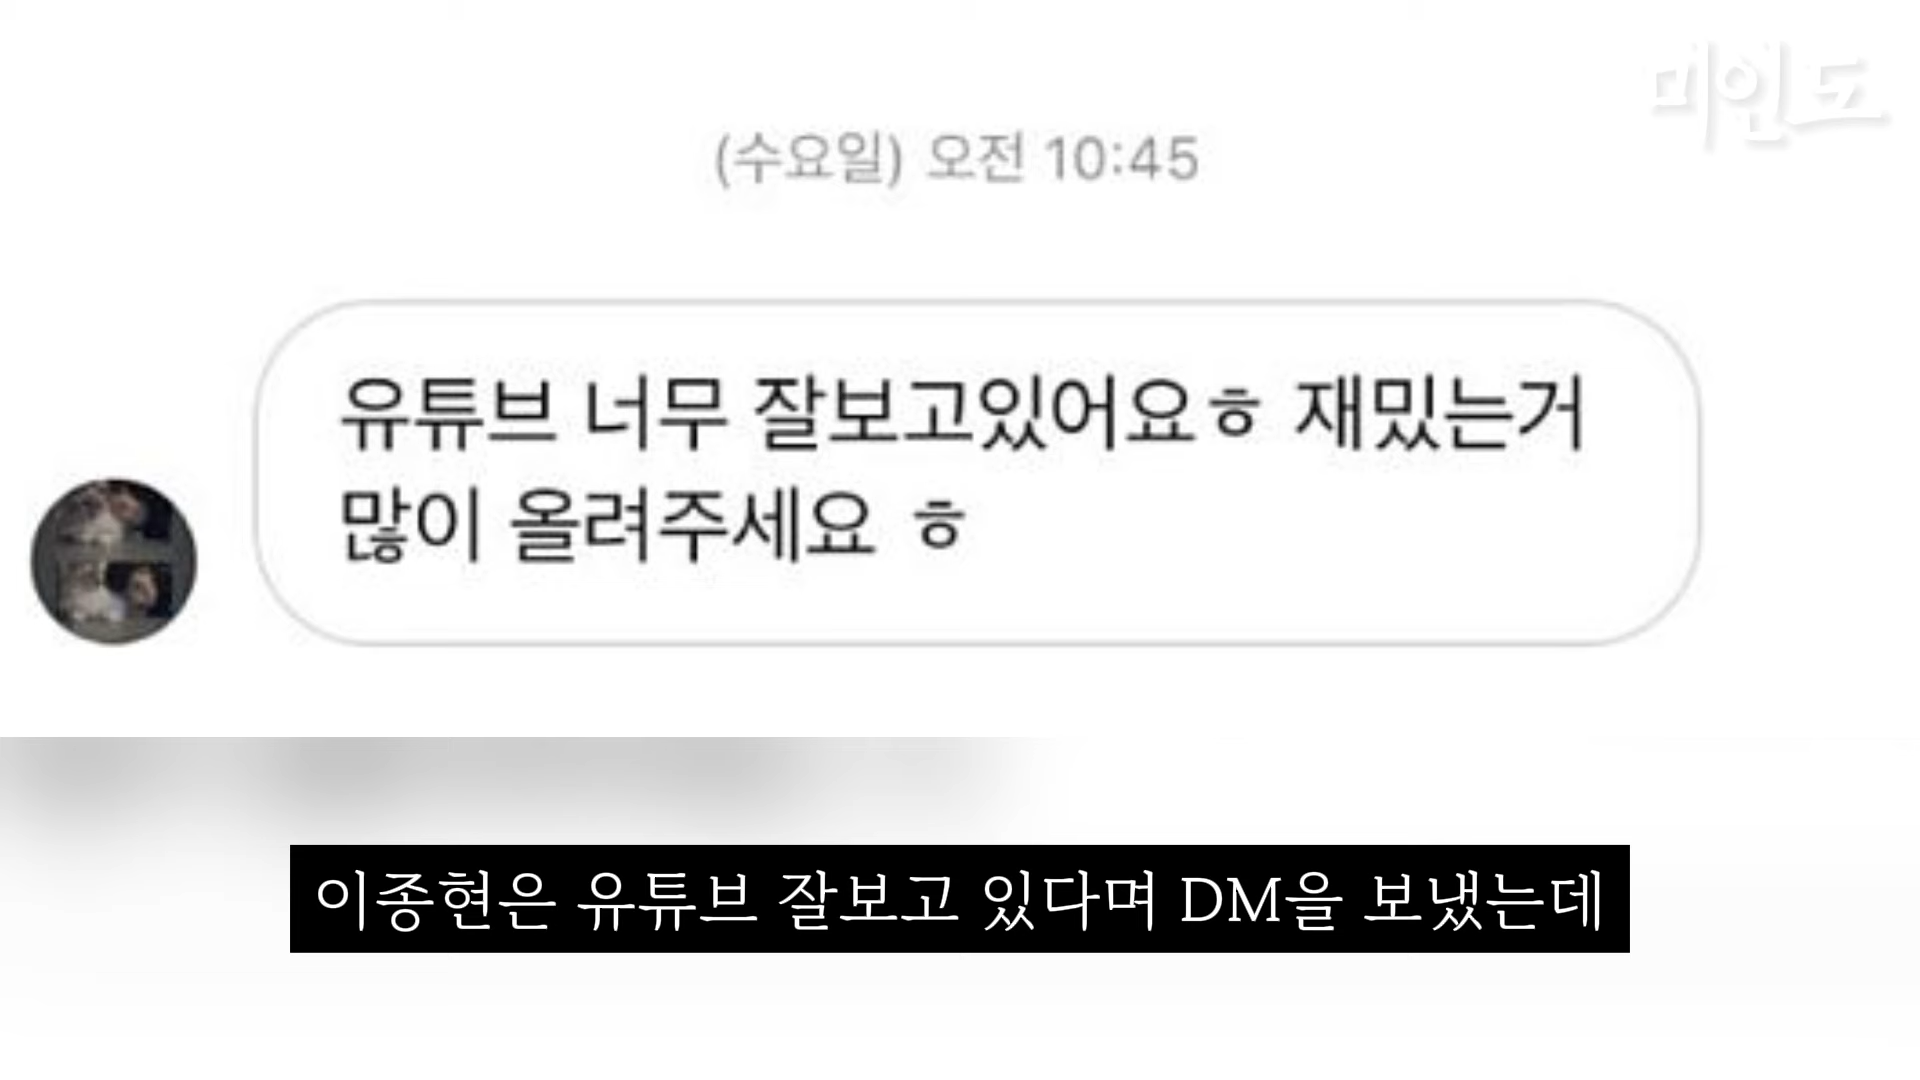 미인도
(수요일) 오전 10:45
유튜브 너무 잘보고있어요ㅎ 재밌는거
많이 올려주세요 ㅎ
이종현은 유튜브 잘보고 있다며 DM을 보냈는데